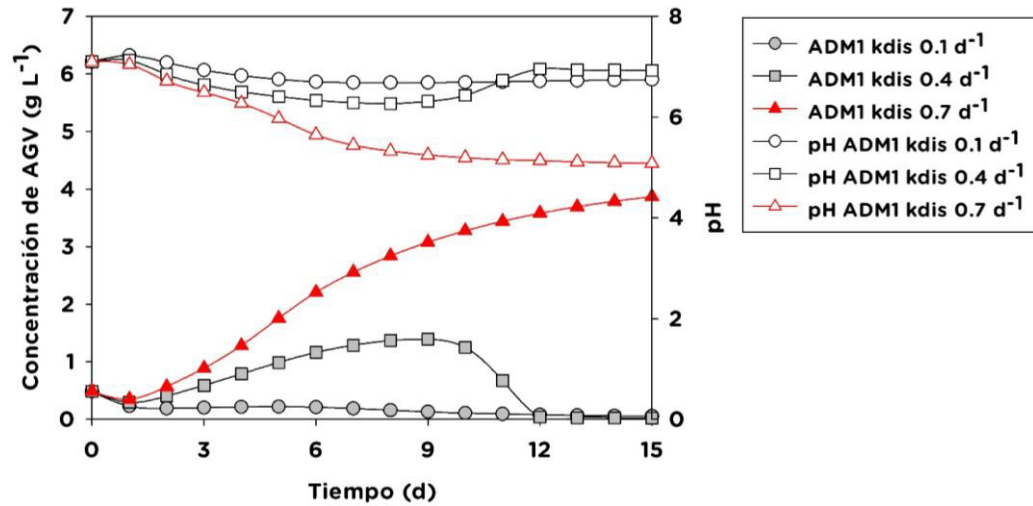 7
6
5
4
3
2
1
0
Concentración de AGV (g L-1)
0
3
6
9
12
15
Tiempo (d)
8
6
4
2
0
pH
ADM1 kdis 0.1 d-1
ADM1 kdis 0.4 d-1
ADM1 kdis 0.7 d-1
pH ADM1 kdis 0.1 d-1
pH ADM1 kdis 0.4 d-1
pH ADM1 kdis 0.7 d-1